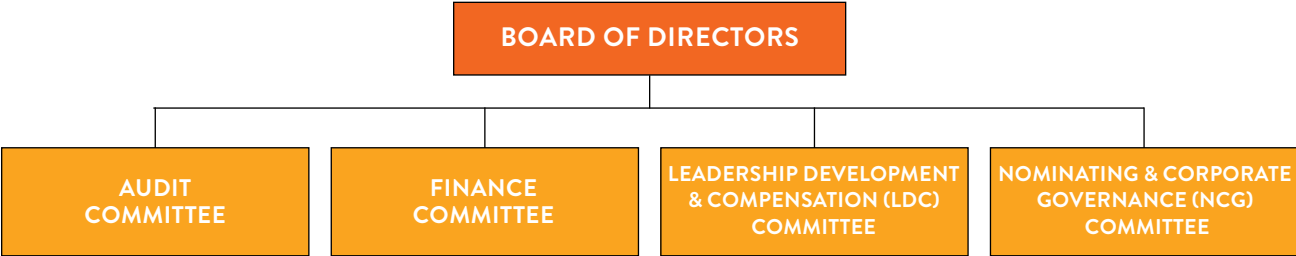 BOARD OF DIRECTORS
AUDIT
COMMITTEE
FINANCE
COMMITTEE
LEADERSHIP DEVELOPMENT
& COMPENSATION (LDC)
COMMITTEE
NOMINATING & CORPORATE
GOVERNANCE (NCG)
COMMITTEE